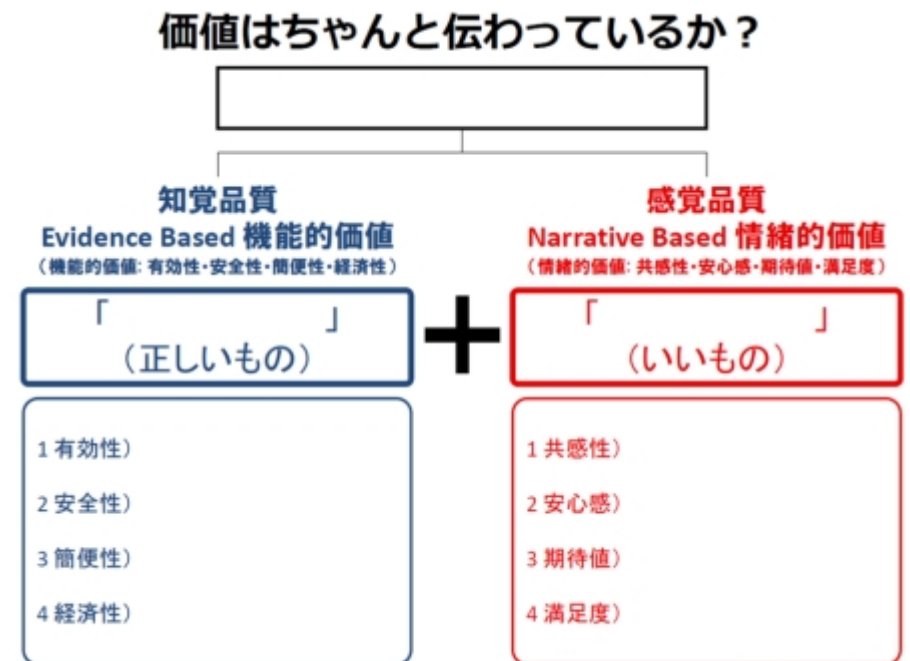 価値はちゃんと伝わっているか？
知覚品質
Evidence Based 機能的価値
（機能的価値: 有効性・安全性・簡便性・経済性）
「　　　　　　　」
（正しいもの）
1 有効性）
2 安全性）
3 簡便性）
4 経済性）
＋
感覚品質
Narrative Based 情緒的価値
（情緒的価値: 共感性・安心感・期待値・満足度）
「　　　　　　　」
（いいもの）
1 共感性）
2 安心感）
3 期待値）
4 満足度）